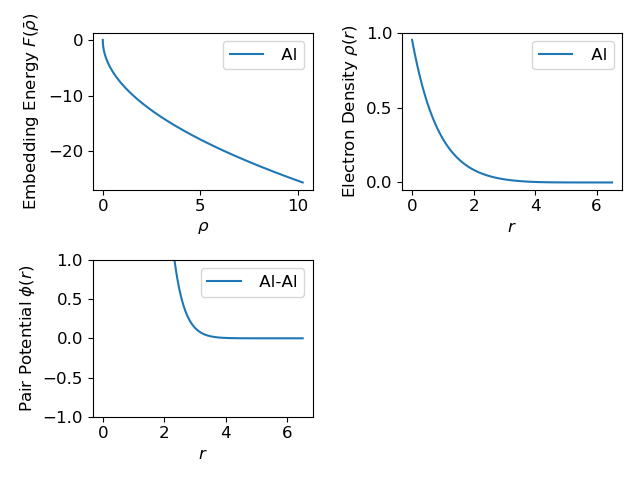 Embedding Energy F(ρ̄)
0
−10
−20
Al
0
5
10
ρ
Electron Density ρ(r)
1.0
0.5
0.0
Al
0
2
4
6
r
Pair Potential ϕ(r)
1.0
0.5
0.0
−0.5
−1.0
Al-Al
0
2
4
6
r